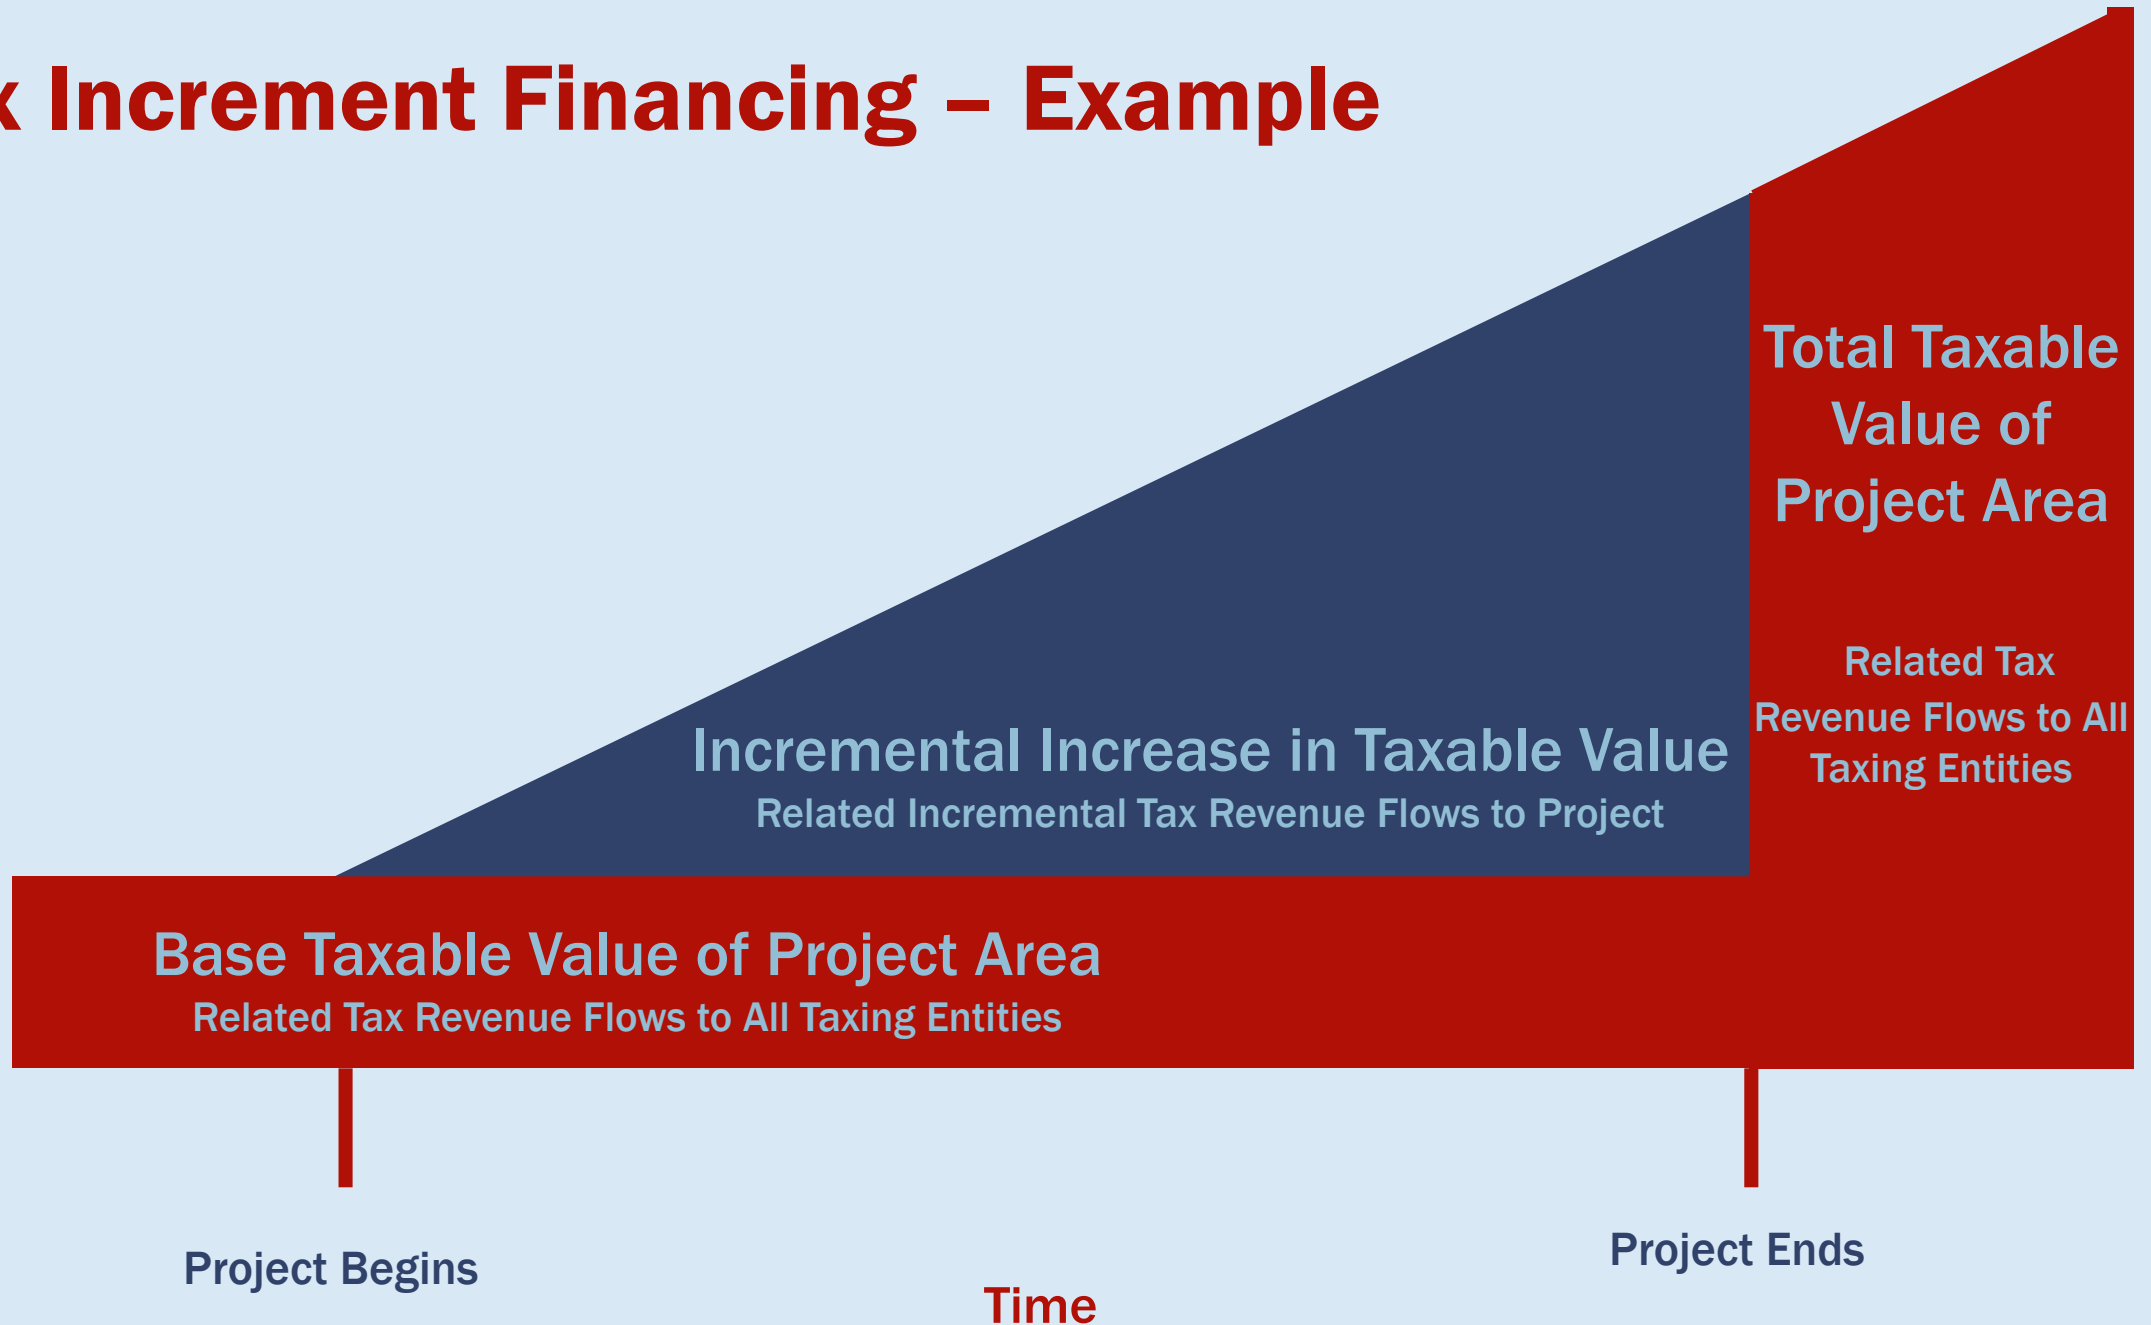 x Increment Financing – Example
Total Taxable
Value of
Project Area
Related Tax
Revenue Flows to All
Taxing Entities
Incremental Increase in Taxable Value
Related Incremental Tax Revenue Flows to Project
Base Taxable Value of Project Area
Related Tax Revenue Flows to All Taxing Entities
Project Begins
Project Ends
Time